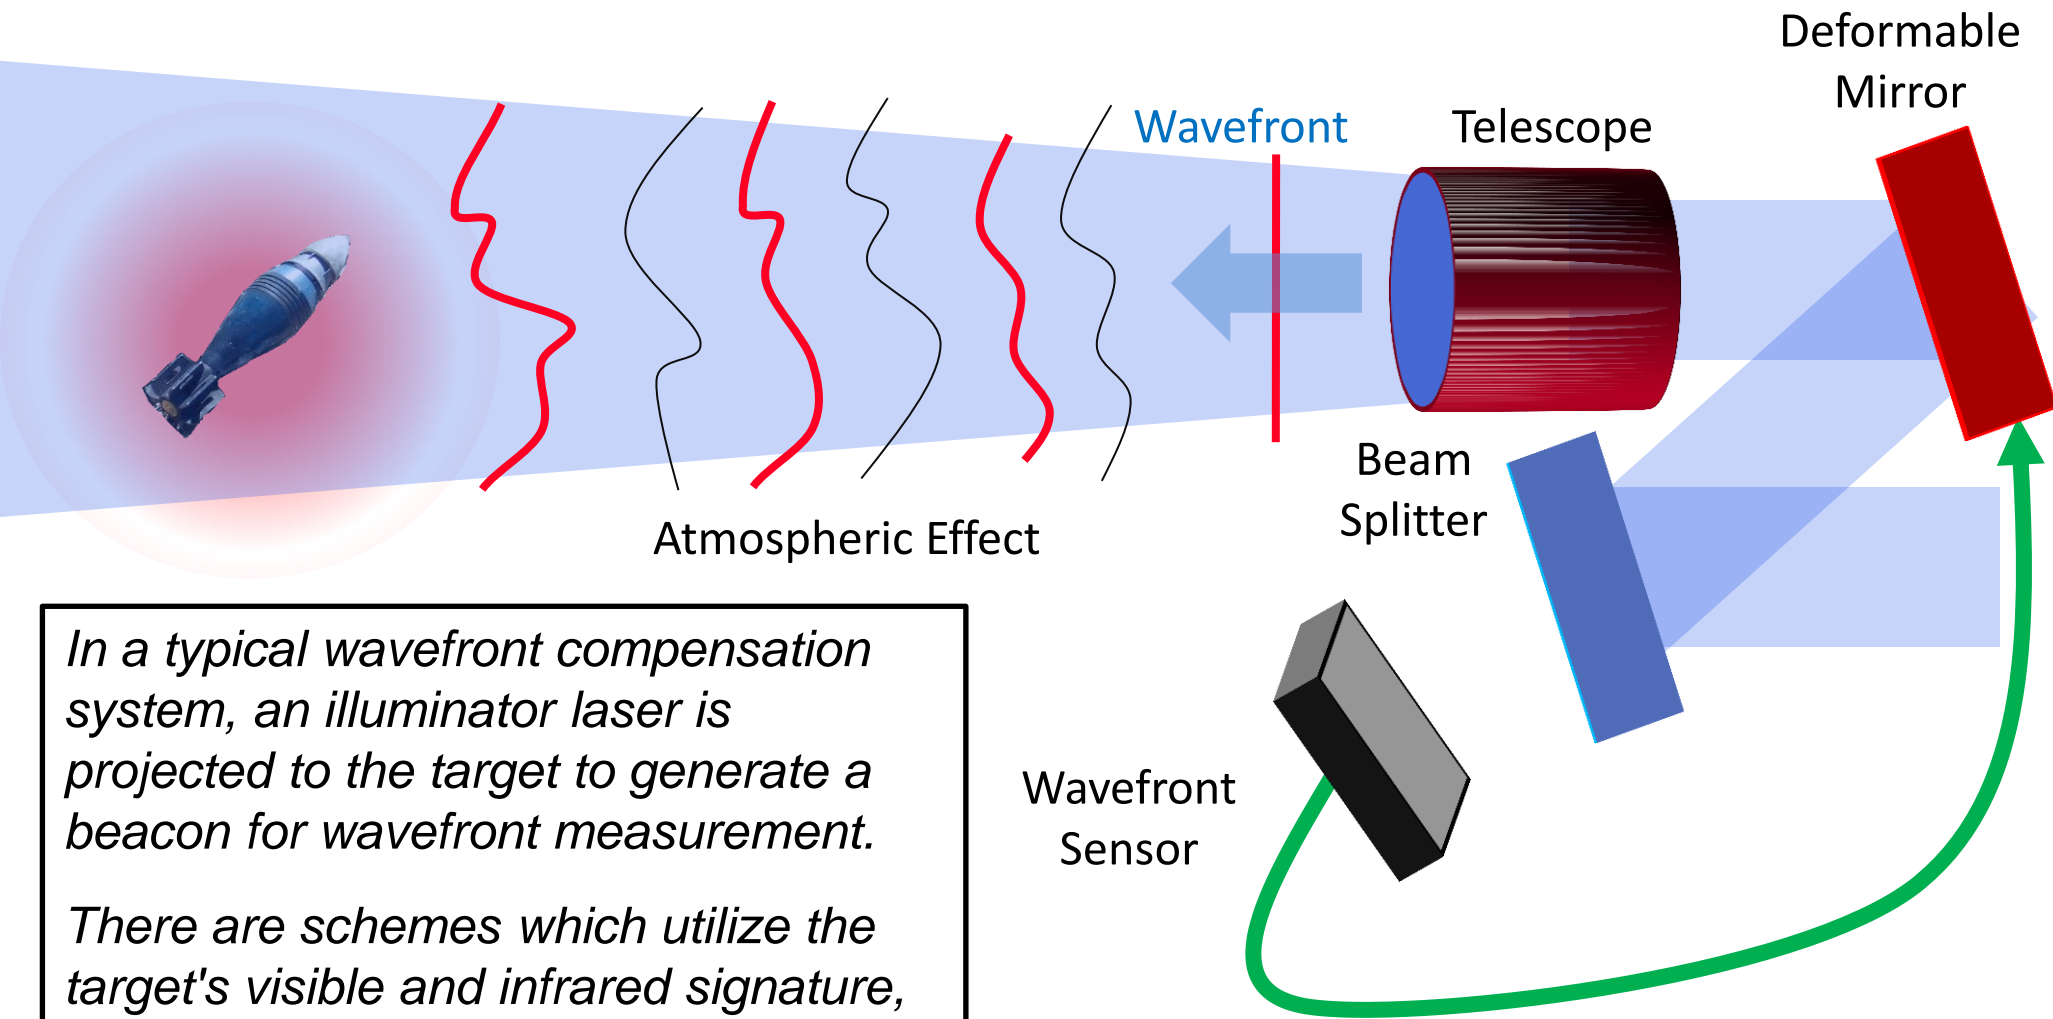 Deformable
Mirror
Wavefront
Telescope
Beam
Splitter
Atmospheric Effect
Wavefront
Sensor
In a typical wavefront compensation
system, an illuminator laser is
projected to the target to generate a
beacon for wavefront measurement.
There are schemes which utilize the
target's visible and infrared signature,